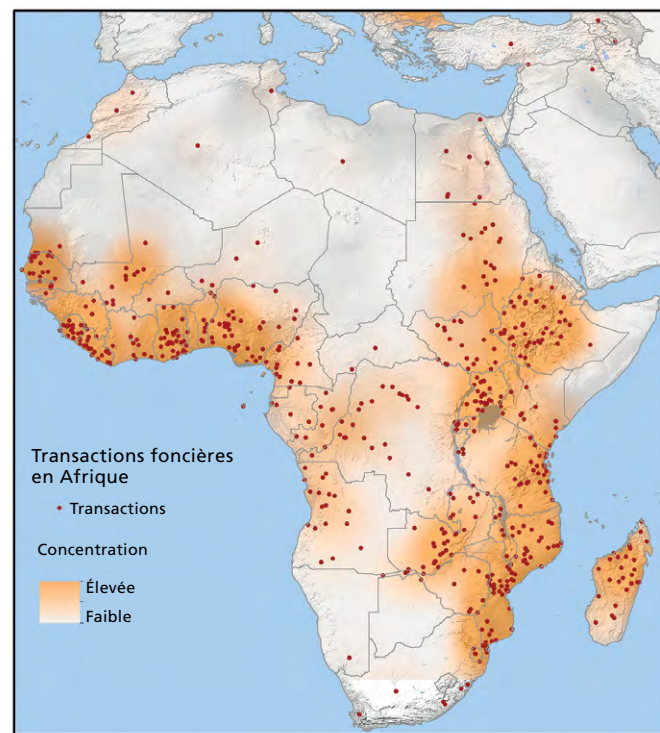 Transactions foncières
en Afrique
Transactions
Concentration
Élevée
Faible